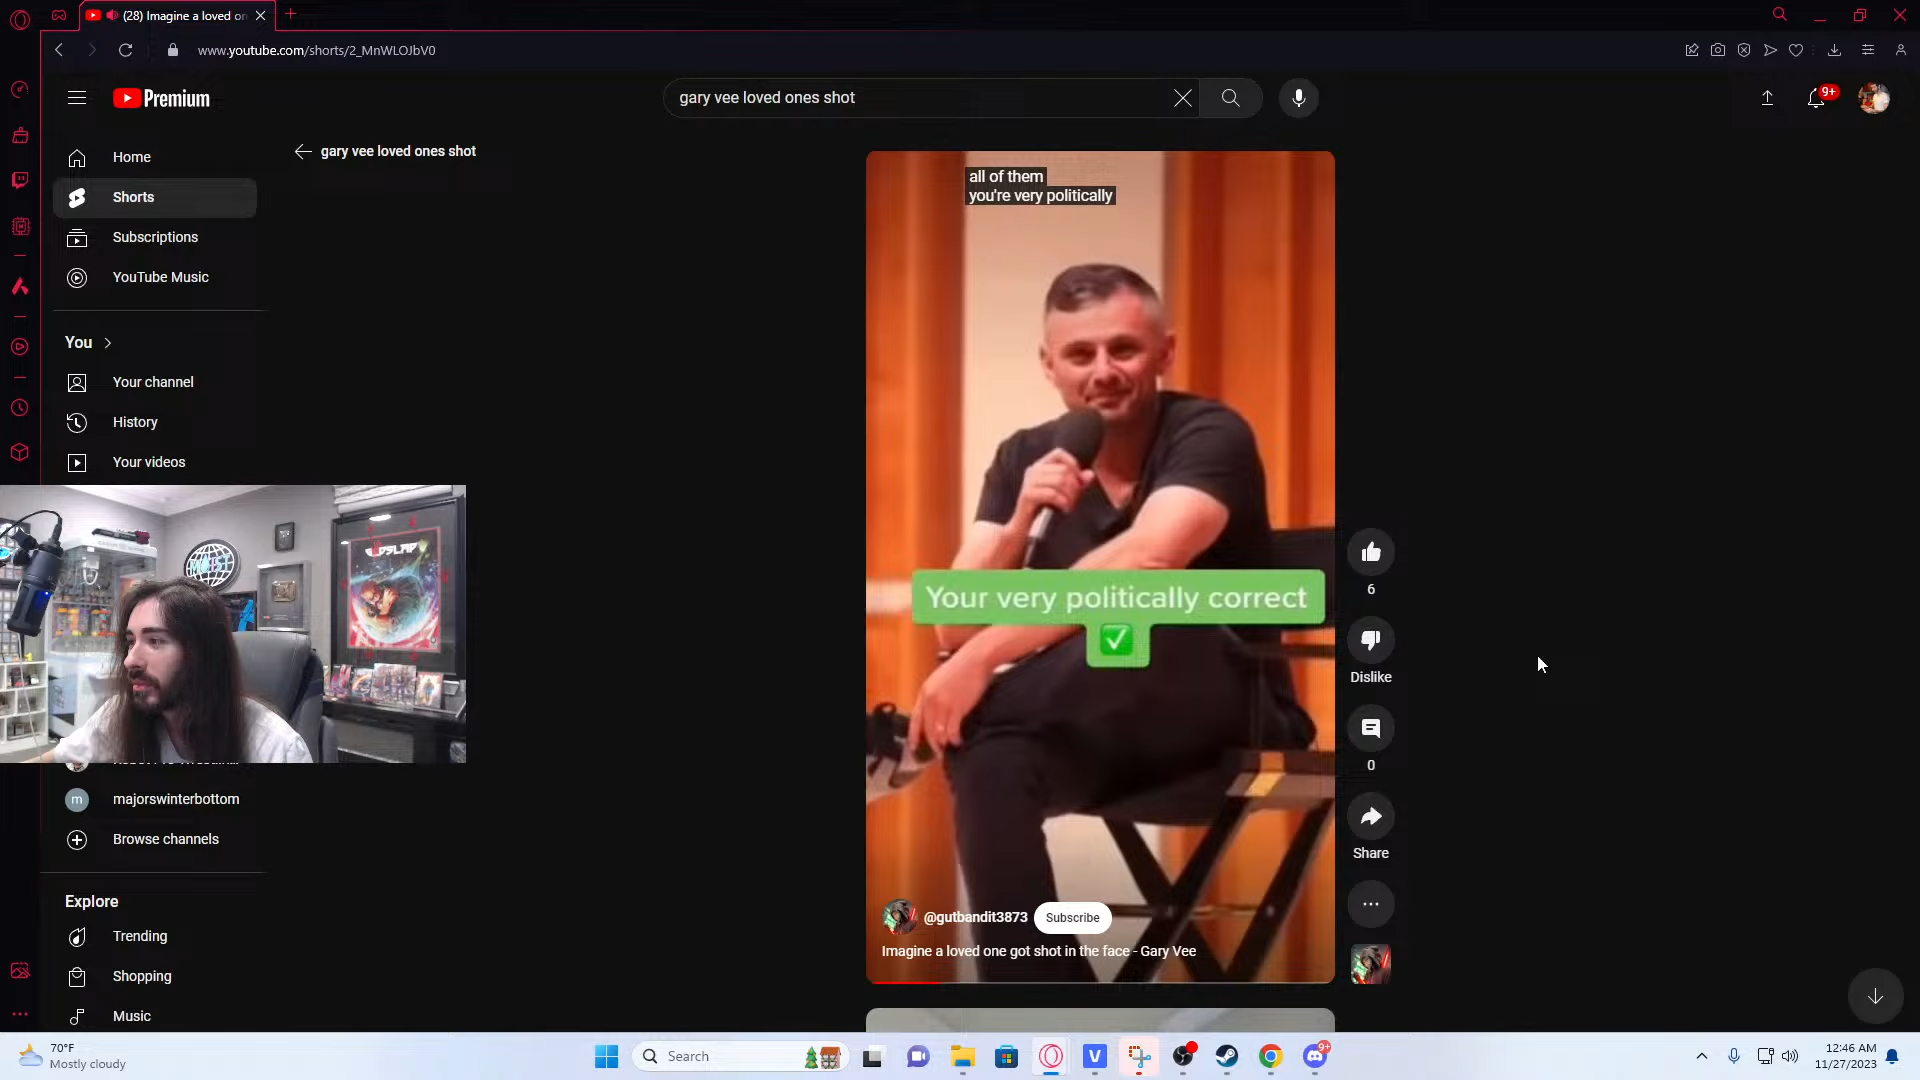 (28) Imagine a loved on
www.youtube.com/shorts/2_MnWLOJbV0
Premium
gary vee loved ones shot
9+
Home
Shorts
Subscriptions
YouTube Music
You
Your channel
History
Your videos
majorswinterbottom
m
Browse channels
Explore
Trending
Shopping
Music
gary vee loved ones shot
all of them
you're very politically
Your very politically correct
@gutbandit3873
Subscribe
Imagine a loved one got shot in the face - Gary Vee
6
Dislike
0
Share
MOIST
70°F
Mostly cloudy
Search
V
9+
12:46 AM
11/27/2023